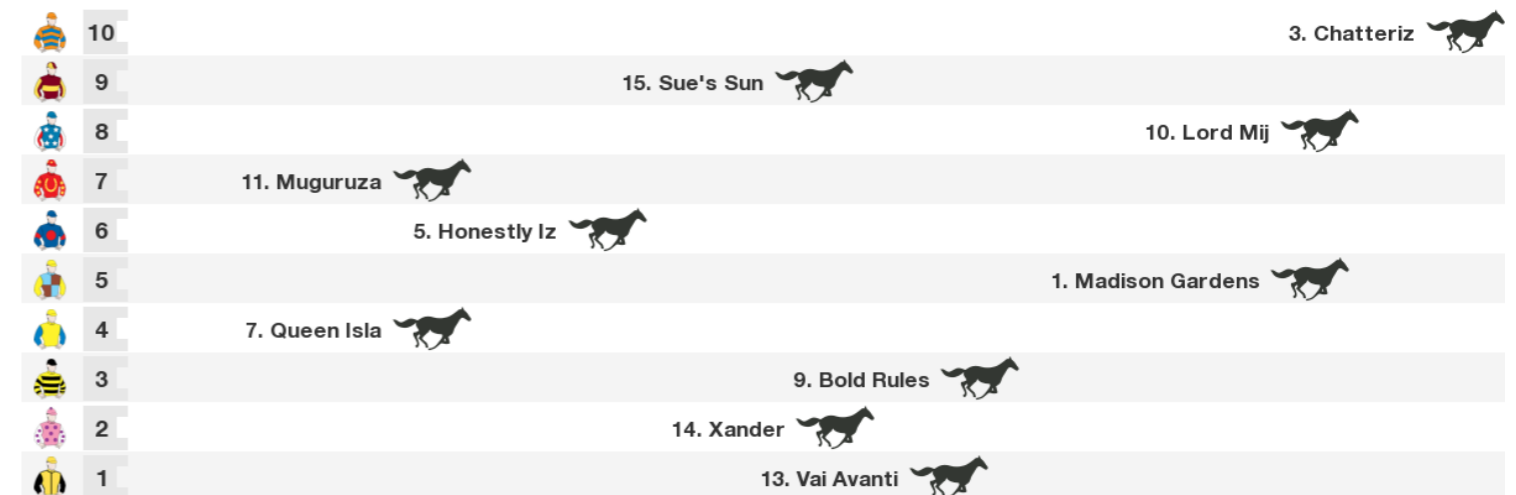 10 3. Chatteriz
9 15. Sue's Sun
8 10. Lord Mij
7 11. Muguruza
6 5. Honestly Iz
5 1. Madison Gardens
4 7. Queen Isla
3 9. Bold Rules
2 14. Xander
1 13. Vai Avanti